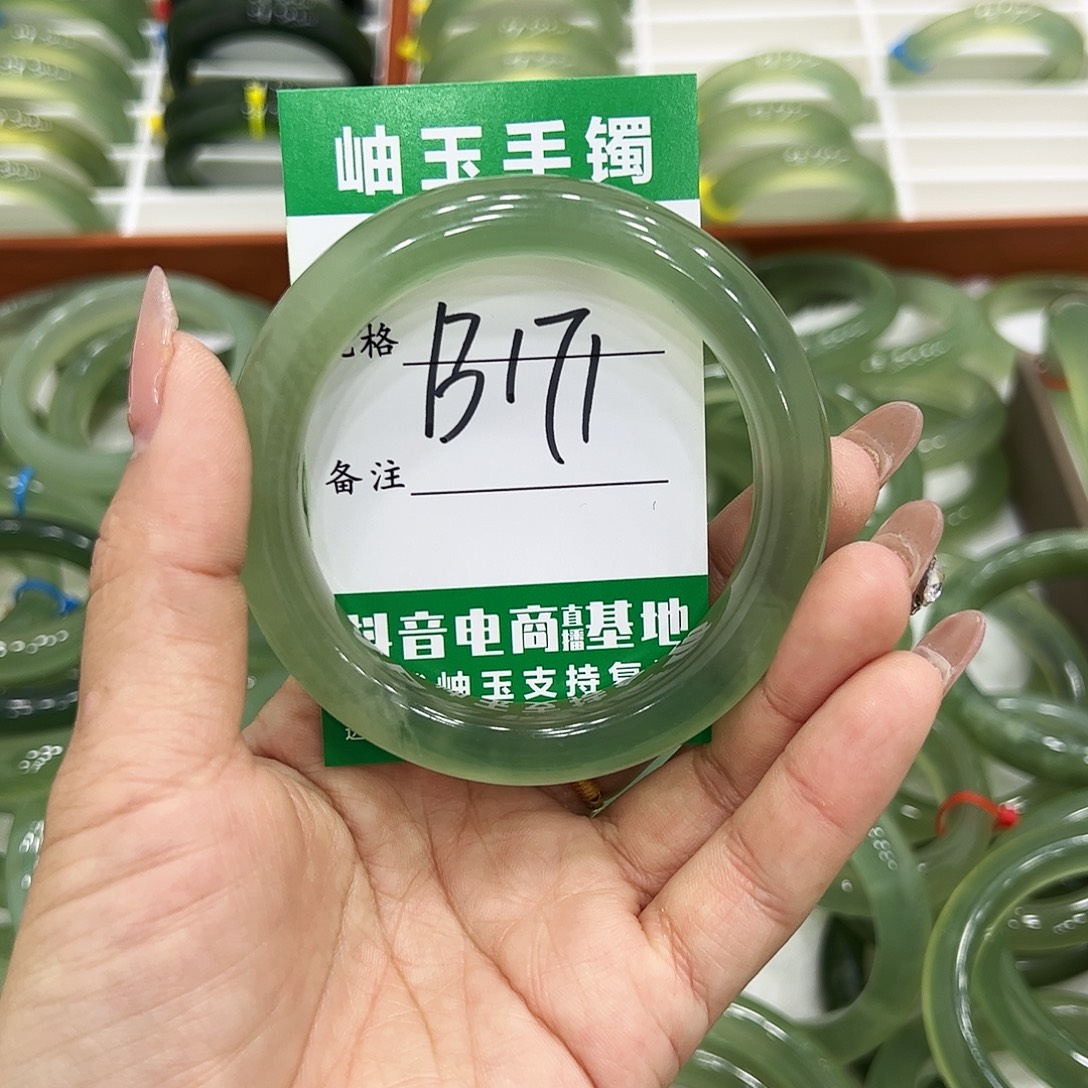 岫玉手镯
格 B171
备注
抖音电商直播基地
岫玉支持复